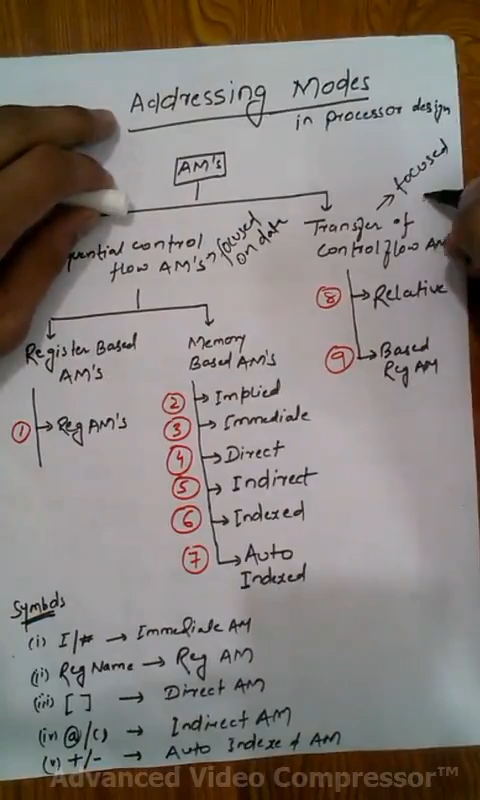 Addressing Modes
in processor design
AM's
uential control
flow AM's → focused
on data
Transfer of
Control flow AM
→ focused
Register Based
AM's
① → Reg AM's
Memory
Based AM's
② → Implied
③ → Immediate
④ → Direct
⑤ → Indirect
⑥ → Indexed
⑦ → Auto
Indexed
⑧ → Relative
⑨ → Based
Reg AM
Symbols
(i) I/# → Immediate AM
(ii) Reg Name → Reg AM
(iii) [ ] → Direct AM
(iv) @/() → Indirect AM
(v) +/- → Auto Indexed AM
Advanced Video Compressor™